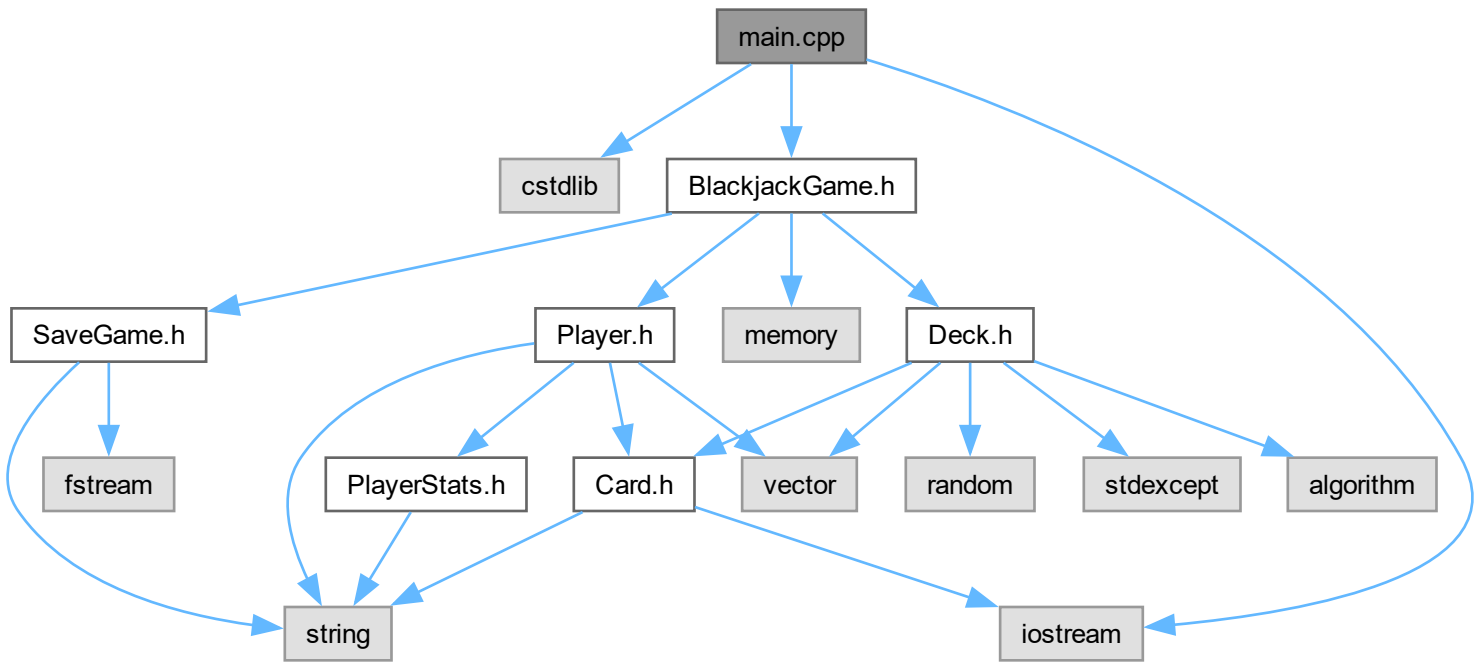 main.cpp
cstdlib
BlackjackGame.h
SaveGame.h
Player.h
memory
Deck.h
fstream
PlayerStats.h
Card.h
vector
random
stdexcept
algorithm
string
iostream